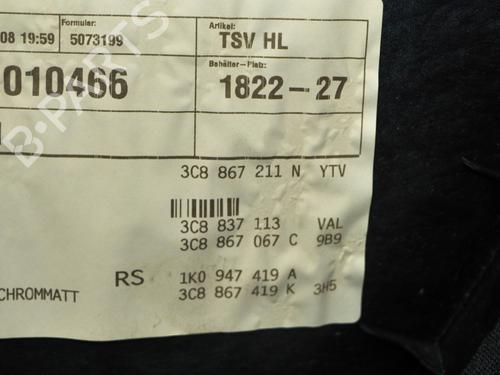 Formular: Artikel:
08 19:59 5073199 TSV HL
Behälter-Platz:
010466 1822-27
3C8 867 211 N YTV
3C8 837 113 VAL
3C8 867 067 C 9B9
RS 1K0 947 419 A
CHROMMATT 3C8 867 419 K 3H5
B-Parts